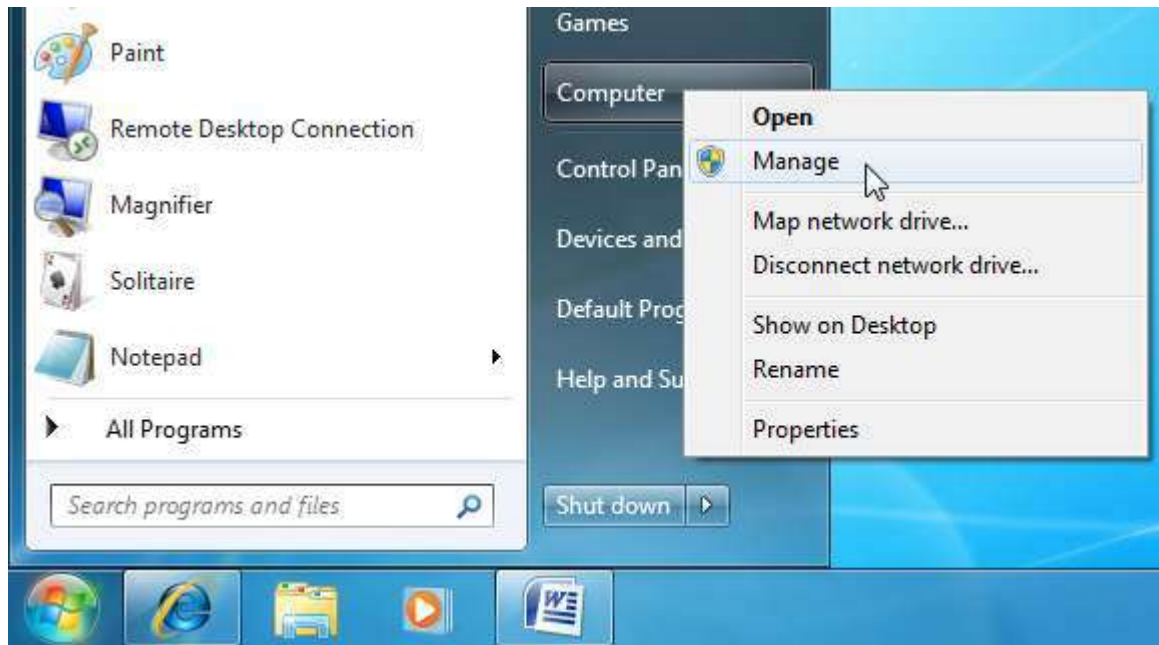 Paint
Remote Desktop Connection
Magnifier
Solitaire
Notepad
All Programs
Search programs and files
Games
Computer
Control Pan
Devices and
Default Prog
Help and Su
Shut down
Open
Manage
Map network drive...
Disconnect network drive...
Show on Desktop
Rename
Properties
W